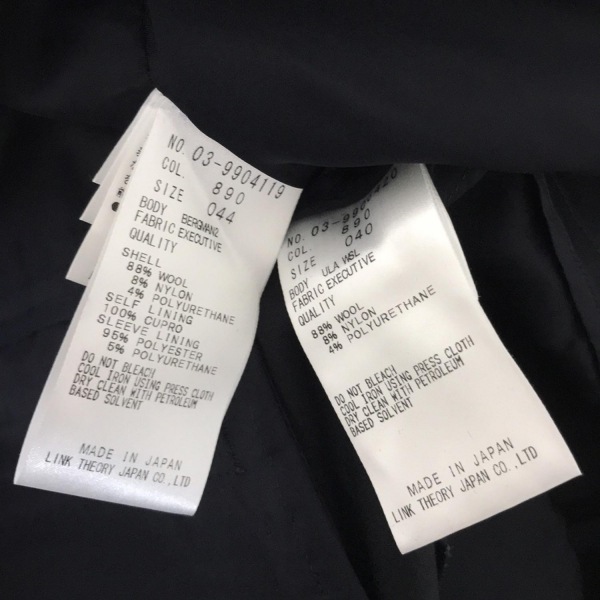 NO. 03-9904119
COL. 890
SIZE 044
BODY BERGMAN2
FABRIC EXECUTIVE
QUALITY
SHELL
88% WOOL
8% NYLON
4% POLYURETHANE
SELF LINING
100% CUPRO
SLEEVE LINING
95% POLYESTER
5% POLYURETHANE
DO NOT BLEACH
COOL IRON USING PRESS CLOTH
DRY CLEAN WITH PETROLEUM
BASED SOLVENT
MADE IN JAPAN
LINK THEORY JAPAN CO.,LTD
NO.
COL. 890
SIZE 040
BODY ULA WSL
FABRIC EXECUTIVE
QUALITY
88% WOOL
8% NYLON
4% POLYURETHANE
DO NOT BLEACH
COOL IRON USING PRESS CLOTH
DRY CLEAN WITH PETROLEUM
BASED SOLVENT
MADE IN JAPAN
LINK THEORY JAPAN CO.,LTD